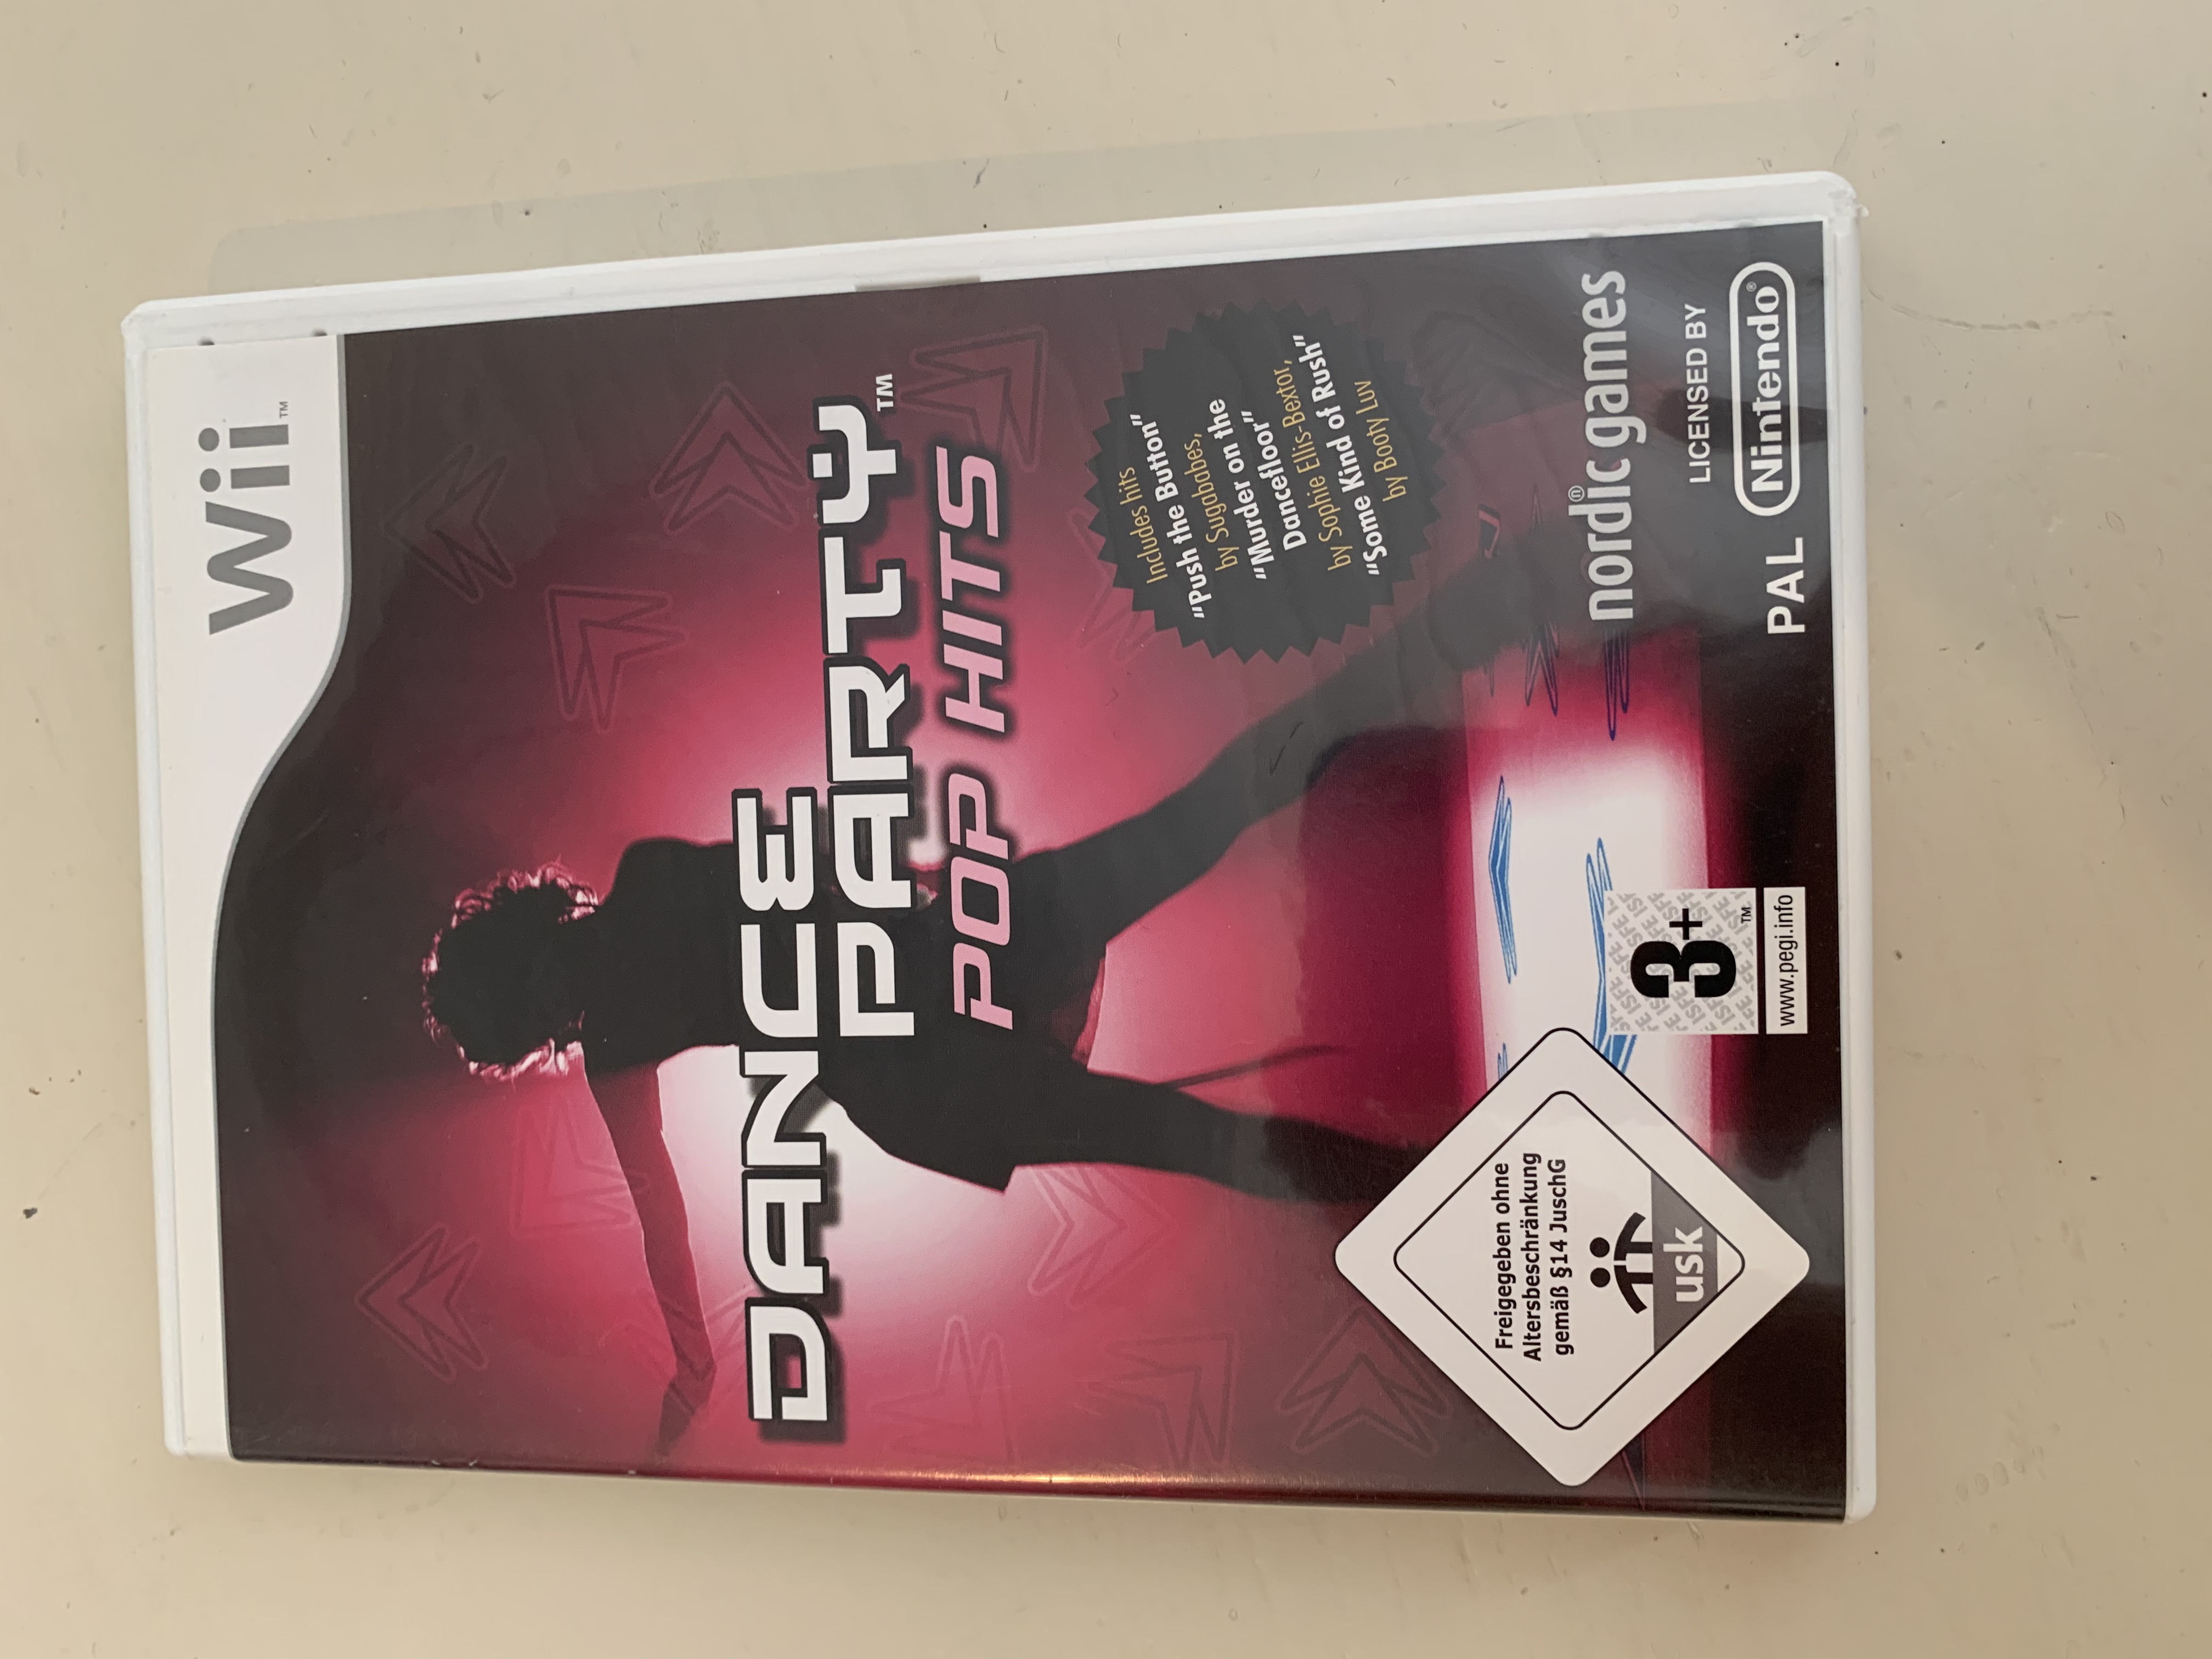 Wii™
DANCE
PARTY™
POP HITS
Includes hits
"Push the Button"
by Sugababes,
"Murder on the
Dancefloor"
by Sophie Ellis-Bextor,
"Some Kind of Rush"
by Booty Luv
Freigegeben ohne
Altersbeschränkung
gemäß §14 JuschG
usk
3+
™
www.pegi.info
nordic games
LICENSED BY
PAL
Nintendo®